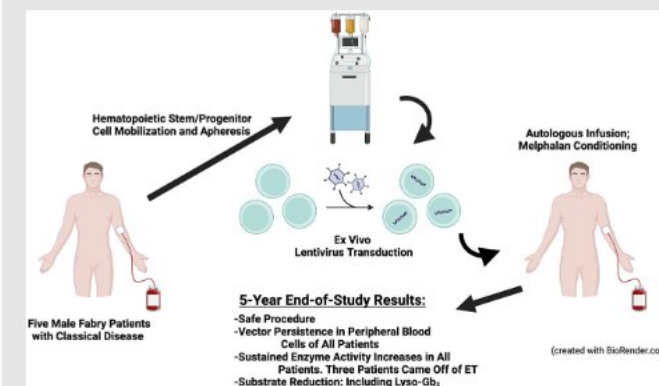 Hematopoietic Stem/Progenitor
Cell Mobilization and Apheresis
Autologous Infusion;
Melphalan Conditioning
Ex Vivo
Lentivirus Transduction
Five Male Fabry Patients
with Classical Disease
5-Year End-of-Study Results:
-Safe Procedure
-Vector Persistence in Peripheral Blood
Cells of All Patients
-Sustained Enzyme Activity Increases in All
Patients. Three Patients Came Off of ET
-Substrate Reduction: Including Lyso-Gb₃
(created with BioRender.co